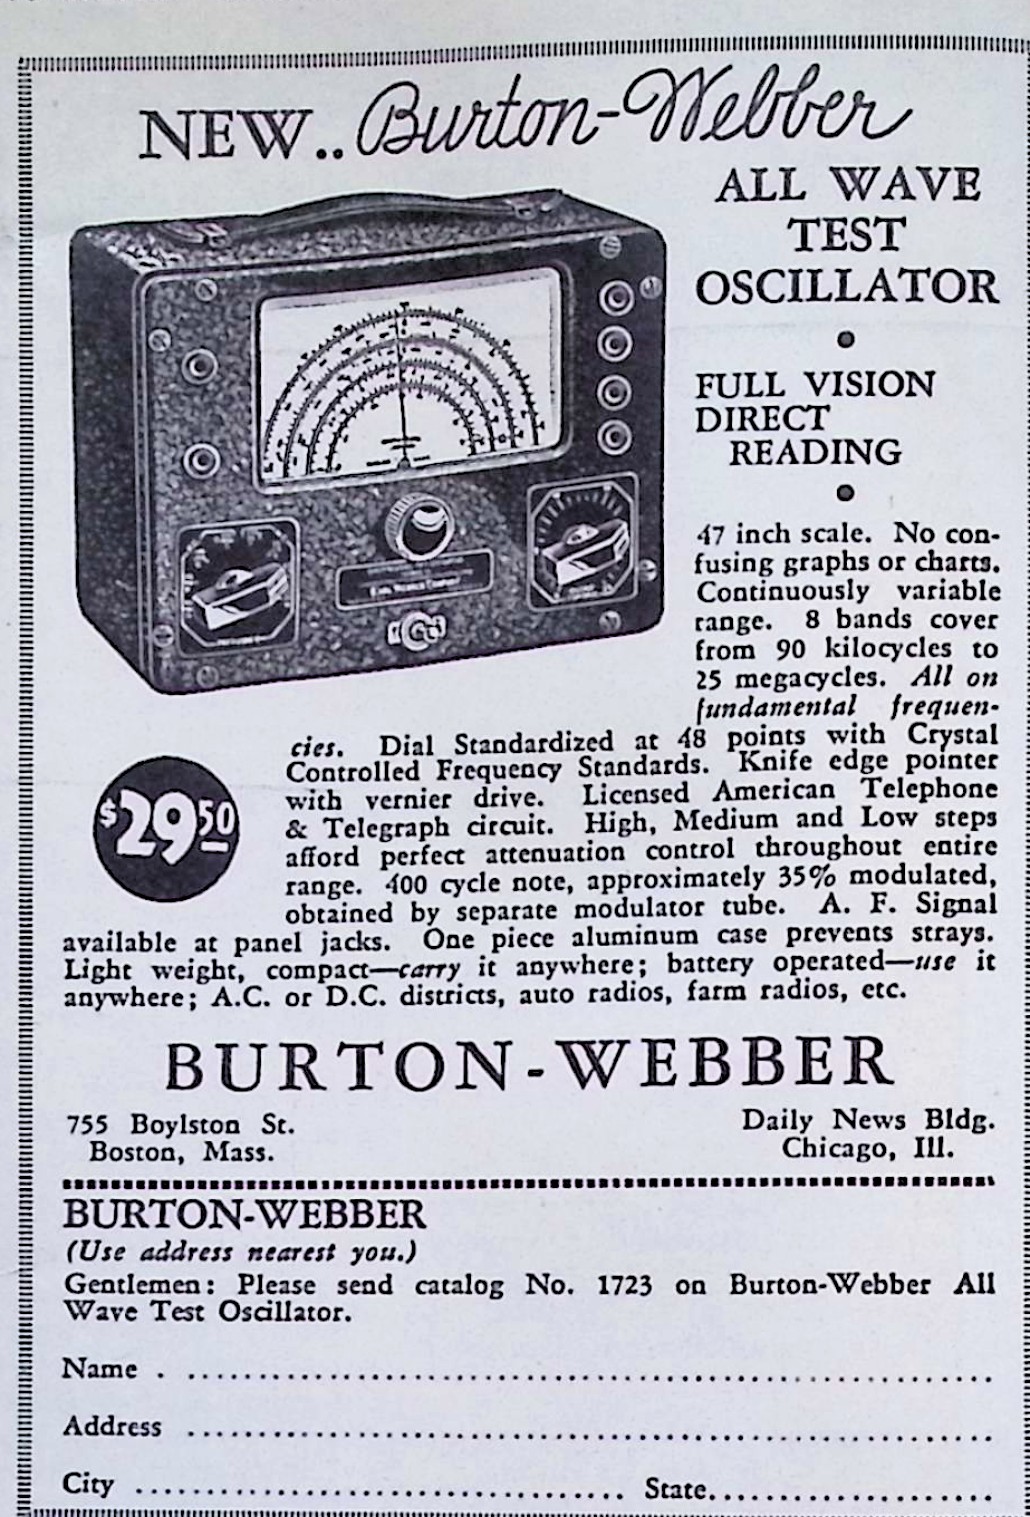 NEW.. Burton-Webber
ALL WAVE
TEST
OSCILLATOR
FULL VISION
DIRECT
READING
47 inch scale. No con-
fusing graphs or charts.
Continuously variable
range. 8 bands cover
from 90 kilocycles to
25 megacycles. All on
fundamental frequen-
cies. Dial Standardized at 48 points with Crystal
Controlled Frequency Standards. Knife edge pointer
with vernier drive. Licensed American Telephone
& Telegraph circuit. High, Medium and Low steps
afford perfect attenuation control throughout entire
range. 400 cycle note, approximately 35% modulated,
obtained by separate modulator tube. A. F. Signal
available at panel jacks. One piece aluminum case prevents strays.
Light weight, compact—carry it anywhere; battery operated—use it
anywhere; A.C. or D.C. districts, auto radios, farm radios, etc.
$29.50
BURTON-WEBBER
755 Boylston St.
Boston, Mass.
Daily News Bldg.
Chicago, Ill.
BURTON-WEBBER
(Use address nearest you.)
Gentlemen: Please send catalog No. 1723 on Burton-Webber All
Wave Test Oscillator.
Name . ..........................................................
Address ..........................................................
City .................................... State.....................